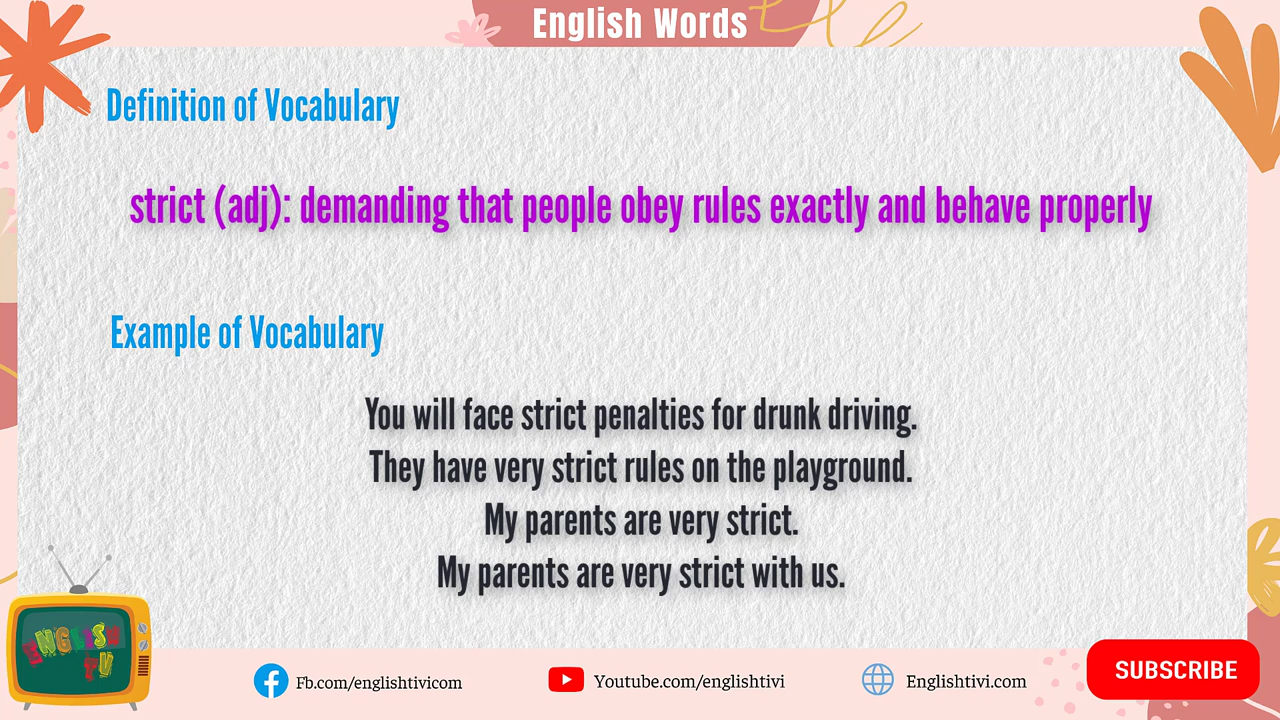 English Words
Definition of Vocabulary
strict (adj): demanding that people obey rules exactly and behave properly
Example of Vocabulary
You will face strict penalties for drunk driving.
They have very strict rules on the playground.
My parents are very strict.
My parents are very strict with us.
ENGLISH
TV
Fb.com/englishtivicom
Youtube.com/englishtivi
Englishtivi.com
SUBSCRIBE